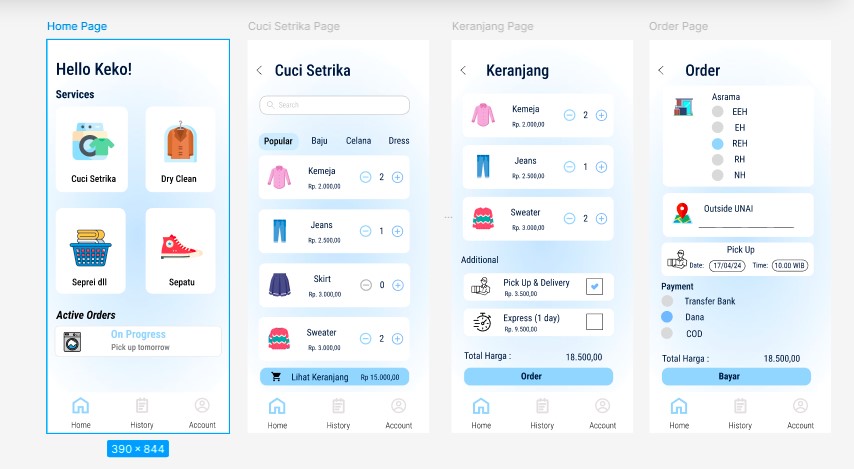 Home Page
Hello Keko!
Services
Cuci Setrika
Dry Clean
Seprei dll
Sepatu
Active Orders
On Progress
Pick up tomorrow
Home
History
Account
390 × 844
Cuci Setrika Page
Cuci Setrika
Search
Popular
Baju
Celana
Dress
Kemeja
Rp. 2.000,00
2
Jeans
Rp. 2.500,00
1
Skirt
Rp. 3.000,00
0
Sweater
Rp. 3.000,00
2
Lihat Keranjang
Rp 15.000,00
Home
History
Account
Keranjang Page
Keranjang
Kemeja
Rp. 2.000,00
2
Jeans
Rp. 2.500,00
1
Sweater
Rp. 3.000,00
2
Additional
Pick Up & Delivery
Rp. 3.500,00
Express (1 day)
Rp. 9.500,00
Total Harga :
18.500,00
Order
Home
History
Account
Order Page
Order
Asrama
EEH
EH
REH
RH
NH
Outside UNAI
Pick Up
Date: 17/04/24 Time: 10.00 WIB
Payment
Transfer Bank
Dana
COD
Total Harga :
18.500,00
Bayar
Home
History
Account